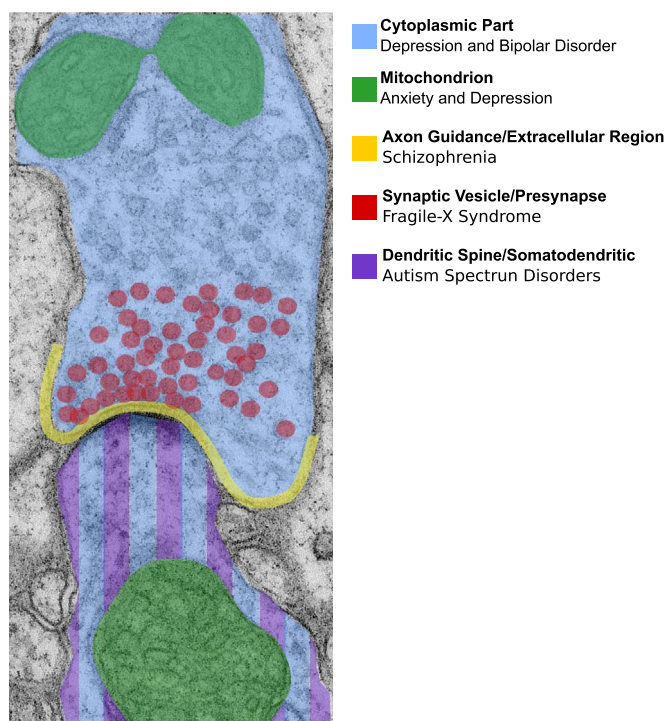 Cytoplasmic Part
Depression and Bipolar Disorder
Mitochondrion
Anxiety and Depression
Axon Guidance/Extracellular Region
Schizophrenia
Synaptic Vesicle/Presynapse
Fragile-X Syndrome
Dendritic Spine/Somatodendritic
Autism Spectrun Disorders